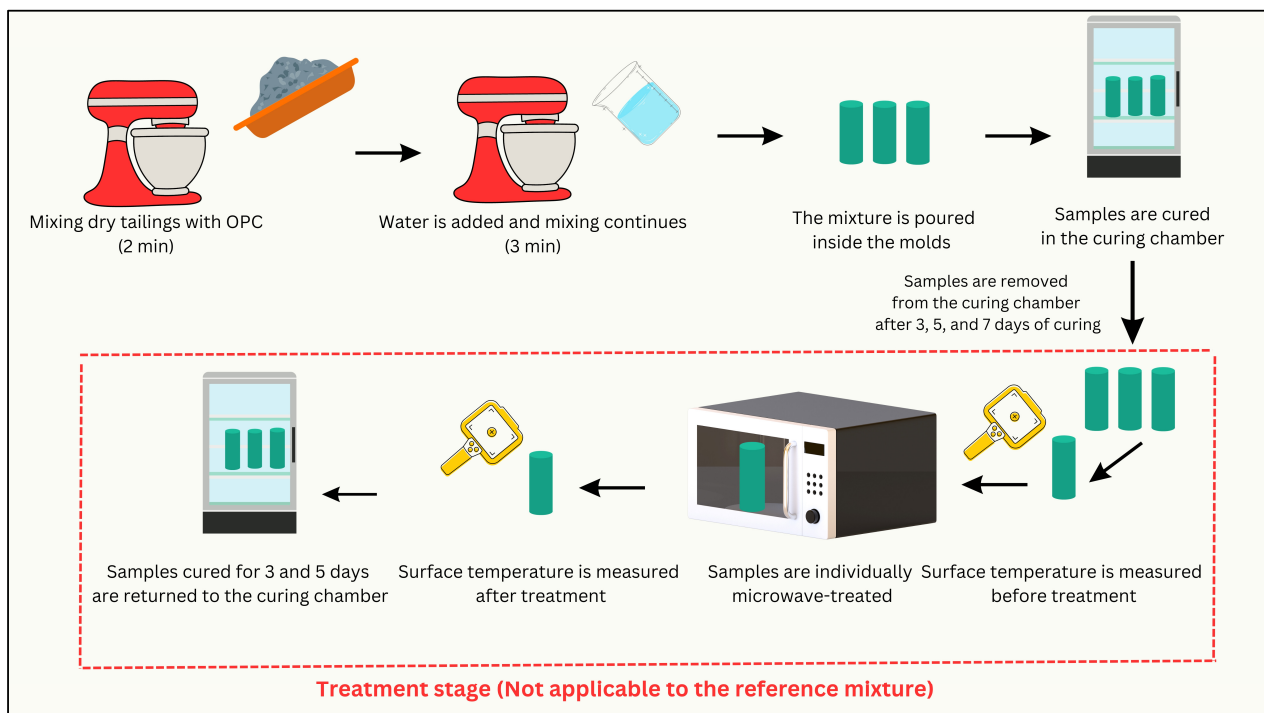 Mixing dry tailings with OPC
(2 min)
Water is added and mixing continues
(3 min)
The mixture is poured
inside the molds
Samples are cured
in the curing chamber
Samples are removed
from the curing chamber
after 3, 5, and 7 days of curing
Samples cured for 3 and 5 days
are returned to the curing chamber
Surface temperature is measured
after treatment
Samples are individually
microwave-treated
Surface temperature is measured
before treatment
Treatment stage (Not applicable to the reference mixture)